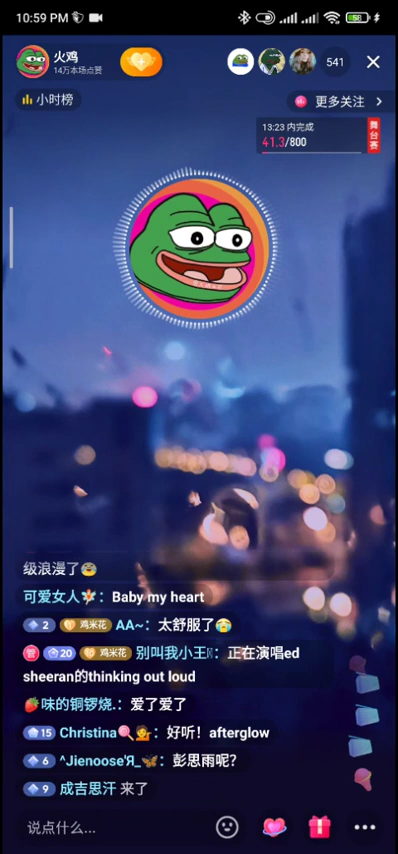 10:59 PM
58
火鸡
14万本场点赞
541
小时榜
更多关注
13:23 内完成
41.3/800
舞台赛
级浪漫了
可爱女人🧚：Baby my heart
2 鸡米花 AA~：太舒服了😭
管 20 鸡米花 别叫我小王：正在演唱ed
sheeran的thinking out loud
🍓味的铜锣烧.：爱了爱了
15 Christina🍭💁：好听！afterglow
6 ^Jienoose'Я_🦋：彭思雨呢？
9 成吉思汗 来了
说点什么...